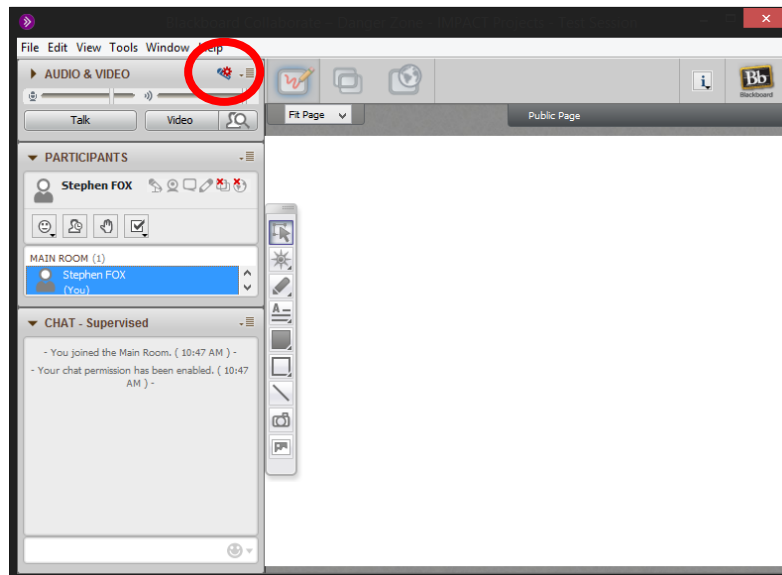 File Edit View Tools Window Help
AUDIO & VIDEO
Talk
Video
Fit Page
Public Page
i
Bb
Blackboard
PARTICIPANTS
Stephen FOX
MAIN ROOM (1)
Stephen FOX
(You)
CHAT - Supervised
- You joined the Main Room. ( 10:47 AM ) -
- Your chat permission has been enabled. ( 10:47
AM ) -
A